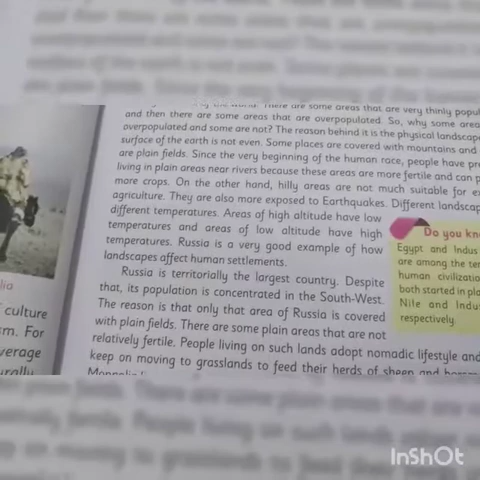 the world. There are some areas that are very thinly
and then there are some areas that are overpopulated. So, why some
overpopulated and some are not? The reason behind it is the physical
surface of the earth is not even. Some places are covered with mountains and
are plain fields. Since the very beginning of the human race, people have
living in plain areas near rivers because these areas are more fertile and can
more crops. On the other hand, hilly areas are not much suitable for
agriculture. They are also more exposed to Earthquakes. Different
different temperatures. Areas of high altitude have low
temperatures and areas of low altitude have high
temperatures. Russia is a very good example of how
landscapes affect human settlements.
Russia is territorially the largest country. Despite
that, its population is concentrated in the South-West.
The reason is that only that area of Russia is covered
with plain fields. There are some plain areas that are not
relatively fertile. People living on such lands adopt nomadic lifestyle and
keep on moving to grasslands to feed their herds of sheep and
Do you
Egypt and Indus
are among the
human
both started in
Nile and
respectively.
culture
For
InShOt